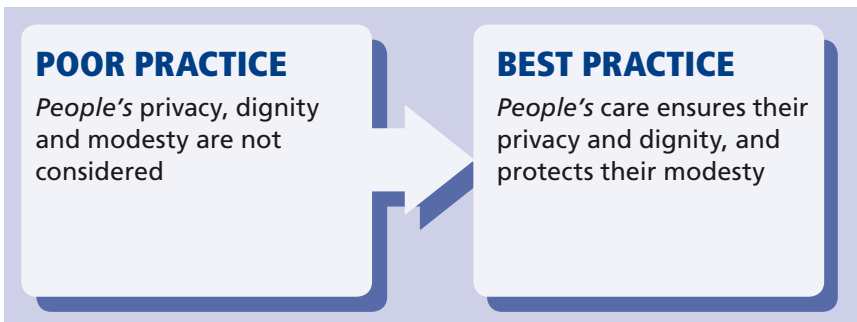 POOR PRACTICE
People's privacy, dignity
and modesty are not
considered
BEST PRACTICE
People's care ensures their
privacy and dignity, and
protects their modesty